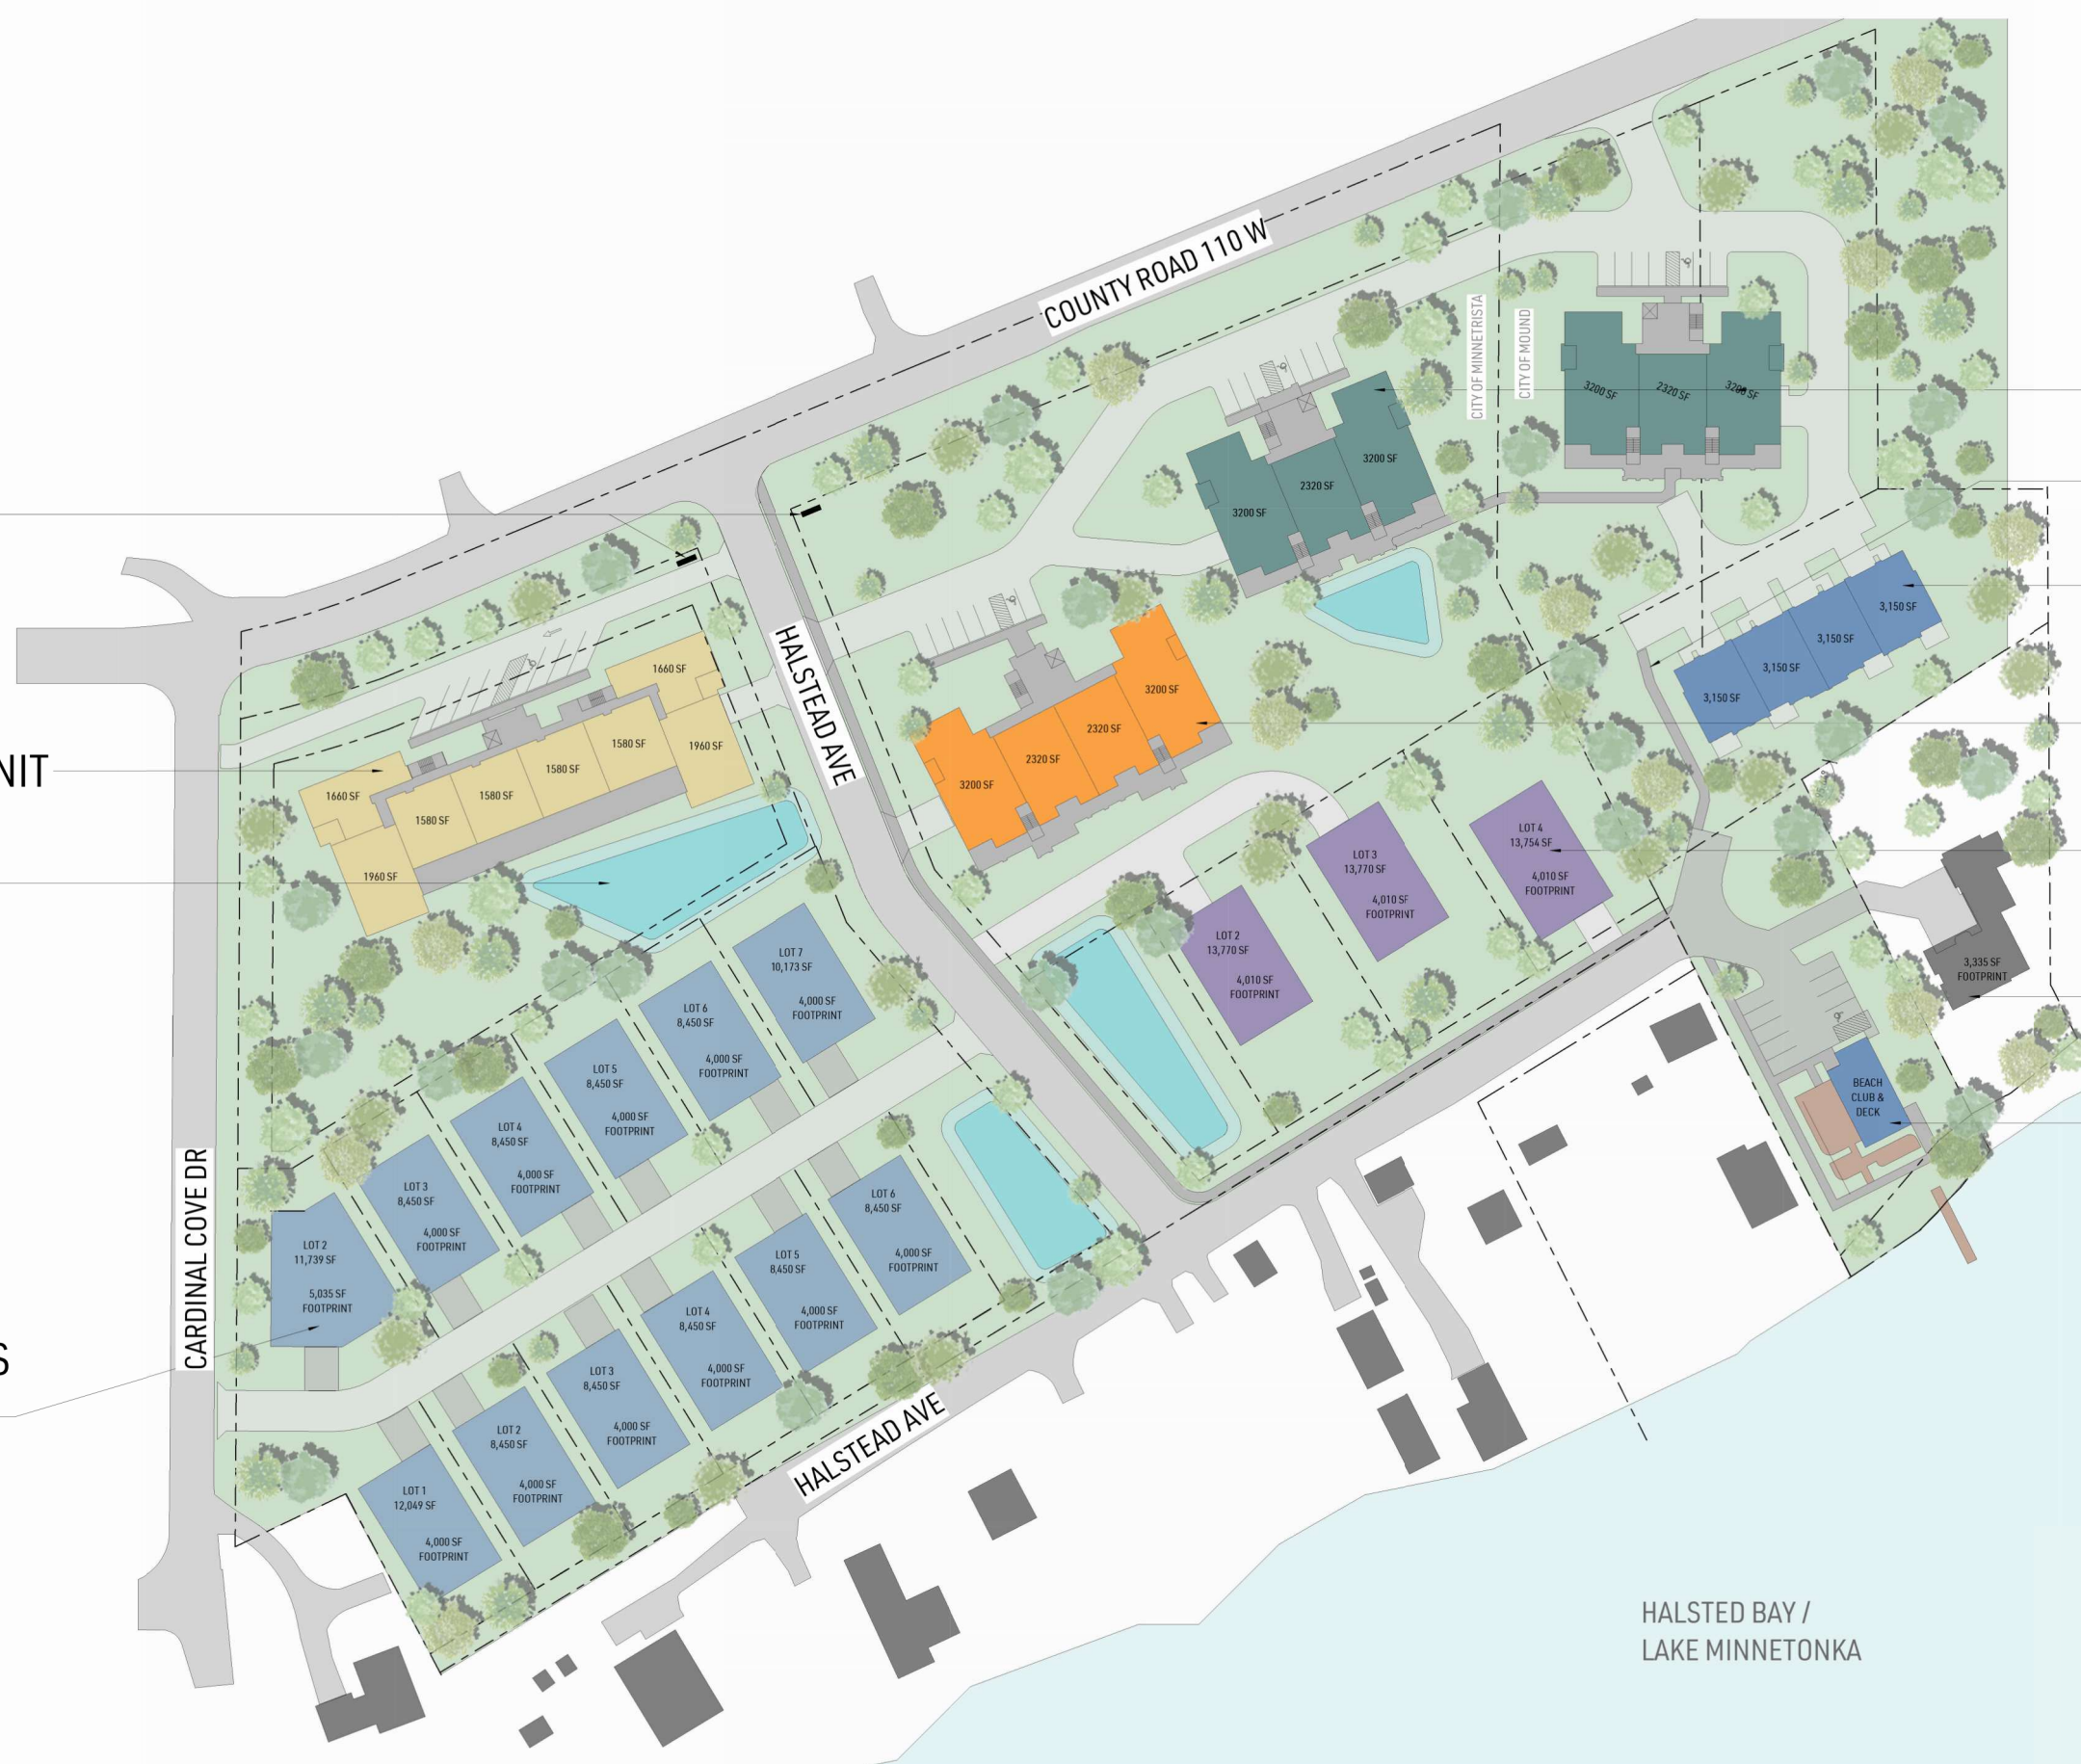 COUNTY ROAD 110 W
CITY OF MINNETRISTA
CITY OF MOUND
3200 SF
2320 SF
3200 SF
3200 SF
2320 SF
3200 SF
3,150 SF
3,150 SF
3,150 SF
3,150 SF
HALSTEAD AVE
1660 SF
1960 SF
1580 SF
1580 SF
1580 SF
1580 SF
1660 SF
1960 SF
NIT
3200 SF
2320 SF
2320 SF
3200 SF
LOT 4
13,754 SF
4,010 SF
FOOTPRINT
LOT 3
13,770 SF
4,010 SF
FOOTPRINT
LOT 2
13,770 SF
4,010 SF
FOOTPRINT
3,335 SF
FOOTPRINT
BEACH
CLUB &
DECK
LOT 7
10,173 SF
4,000 SF
FOOTPRINT
LOT 6
8,450 SF
4,000 SF
FOOTPRINT
LOT 5
8,450 SF
4,000 SF
FOOTPRINT
LOT 4
8,450 SF
4,000 SF
FOOTPRINT
LOT 3
8,450 SF
4,000 SF
FOOTPRINT
LOT 2
11,739 SF
5,035 SF
FOOTPRINT
CARDINAL COVE DR
S
LOT 6
8,450 SF
4,000 SF
FOOTPRINT
LOT 5
8,450 SF
4,000 SF
FOOTPRINT
LOT 4
8,450 SF
4,000 SF
FOOTPRINT
LOT 3
8,450 SF
4,000 SF
FOOTPRINT
LOT 2
8,450 SF
4,000 SF
FOOTPRINT
LOT 1
12,049 SF
4,000 SF
FOOTPRINT
HALSTEAD AVE
HALSTED BAY /
LAKE MINNETONKA